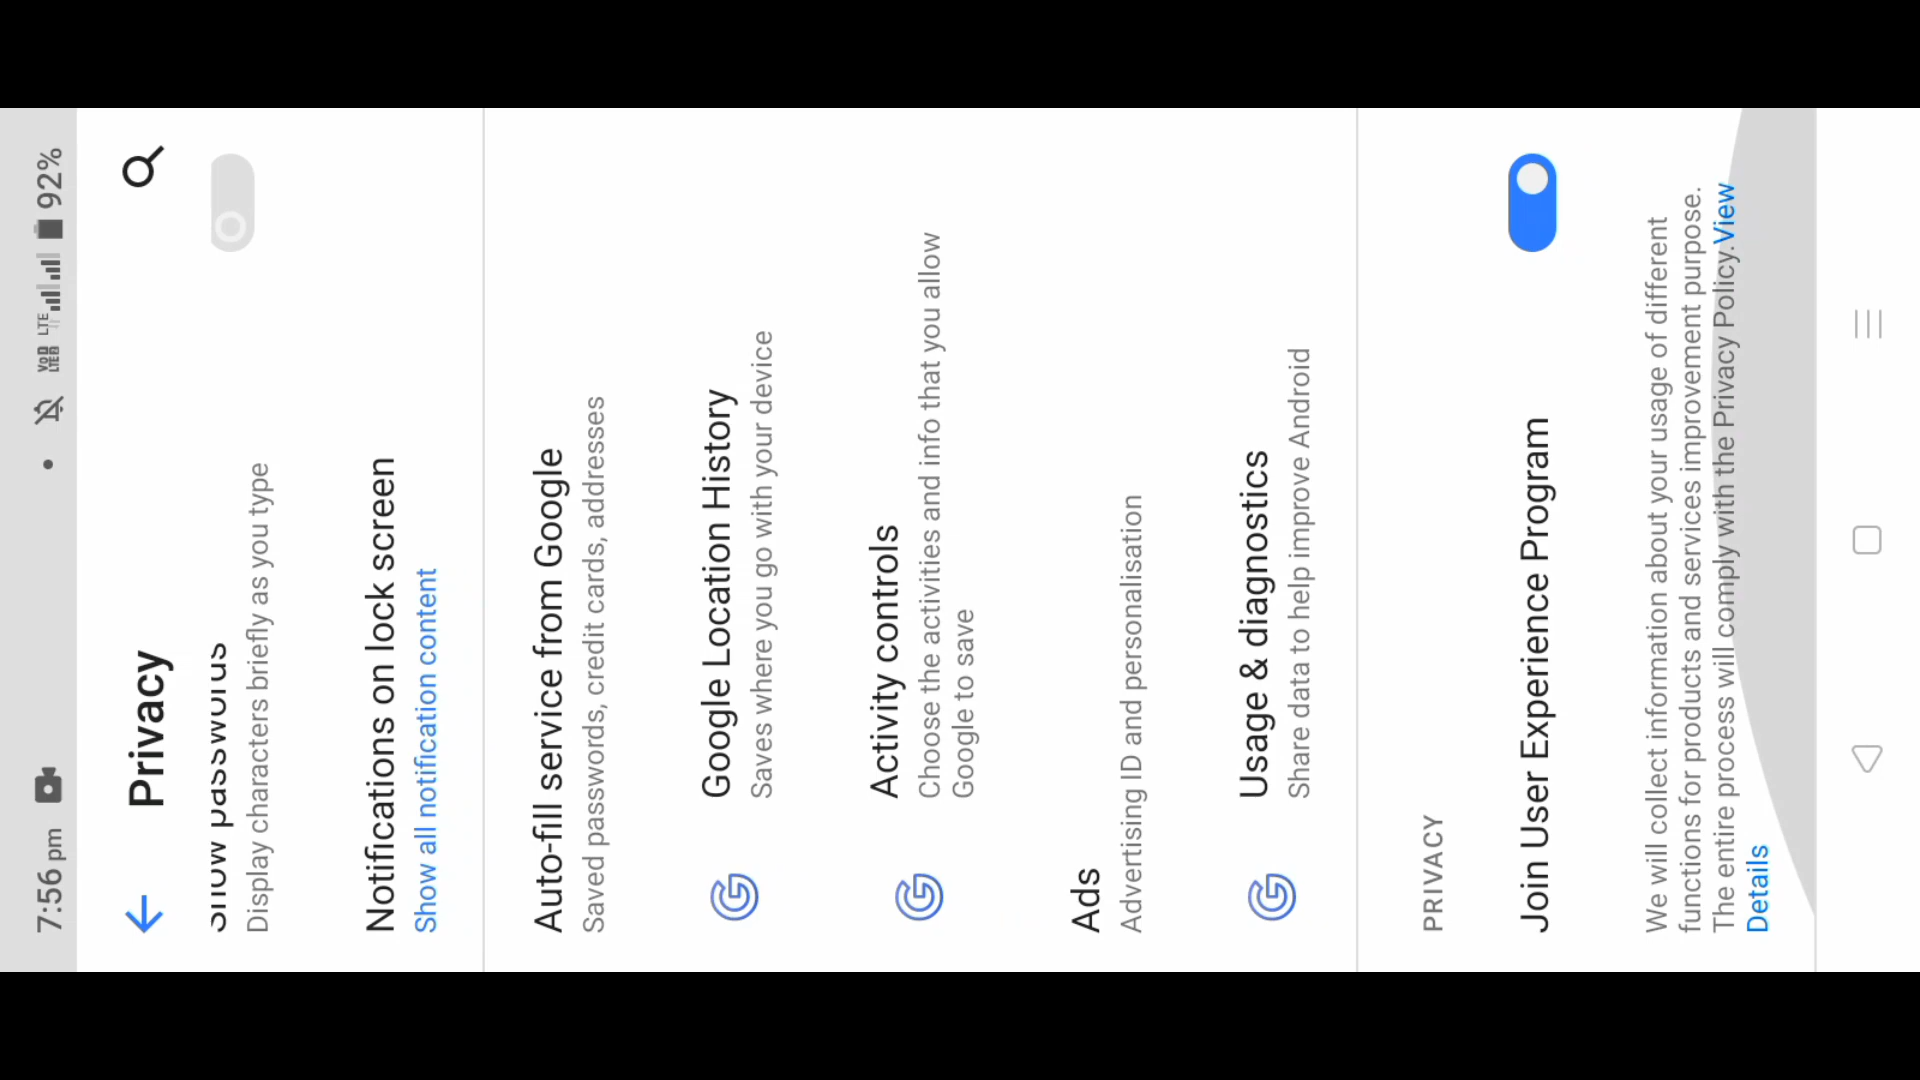 7:56 pm
VoD LTE
LTE2
92%
Privacy
Show passwords
Display characters briefly as you type
Notifications on lock screen
Show all notification content
Auto-fill service from Google
Saved passwords, credit cards, addresses
Google Location History
Saves where you go with your device
Activity controls
Choose the activities and info that you allow
Google to save
Ads
Advertising ID and personalisation
Usage & diagnostics
Share data to help improve Android
PRIVACY
Join User Experience Program
We will collect information about your usage of different
functions for products and services improvement purpose.
The entire process will comply with the Privacy Policy.View
Details